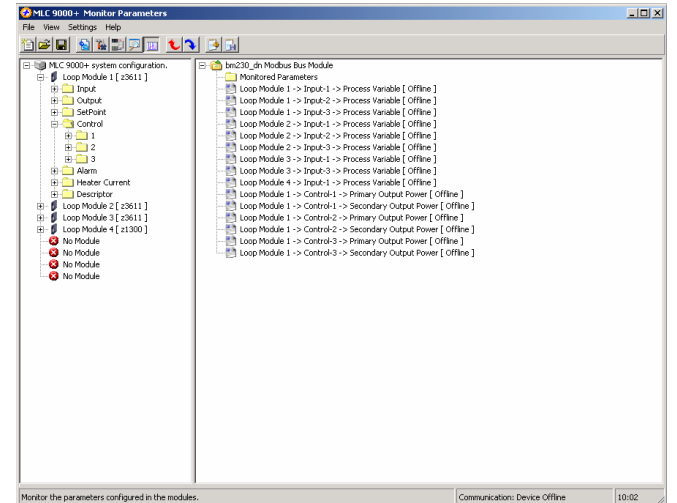 MLC 9000+ Monitor Parameters
File View Settings Help
MLC 9000+ system configuration.
Loop Module 1 [ z3611 ]
Input
Output
SetPoint
Control
1
2
3
Alarm
Heater Current
Descriptor
Loop Module 2 [ z3611 ]
Loop Module 3 [ z3611 ]
Loop Module 4 [ z1300 ]
No Module
No Module
No Module
No Module
bm230_dn Modbus Bus Module
Monitored Parameters
Loop Module 1 -> Input-1 -> Process Variable [ Offline ]
Loop Module 1 -> Input-2 -> Process Variable [ Offline ]
Loop Module 1 -> Input-3 -> Process Variable [ Offline ]
Loop Module 2 -> Input-1 -> Process Variable [ Offline ]
Loop Module 2 -> Input-2 -> Process Variable [ Offline ]
Loop Module 2 -> Input-3 -> Process Variable [ Offline ]
Loop Module 3 -> Input-1 -> Process Variable [ Offline ]
Loop Module 3 -> Input-3 -> Process Variable [ Offline ]
Loop Module 4 -> Input-1 -> Process Variable [ Offline ]
Loop Module 1 -> Control-1 -> Primary Output Power [ Offline ]
Loop Module 1 -> Control-1 -> Secondary Output Power [ Offline ]
Loop Module 1 -> Control-2 -> Primary Output Power [ Offline ]
Loop Module 1 -> Control-2 -> Secondary Output Power [ Offline ]
Loop Module 1 -> Control-3 -> Primary Output Power [ Offline ]
Loop Module 1 -> Control-3 -> Secondary Output Power [ Offline ]
Monitor the parameters configured in the modules.
Communication: Device Offline
10:02